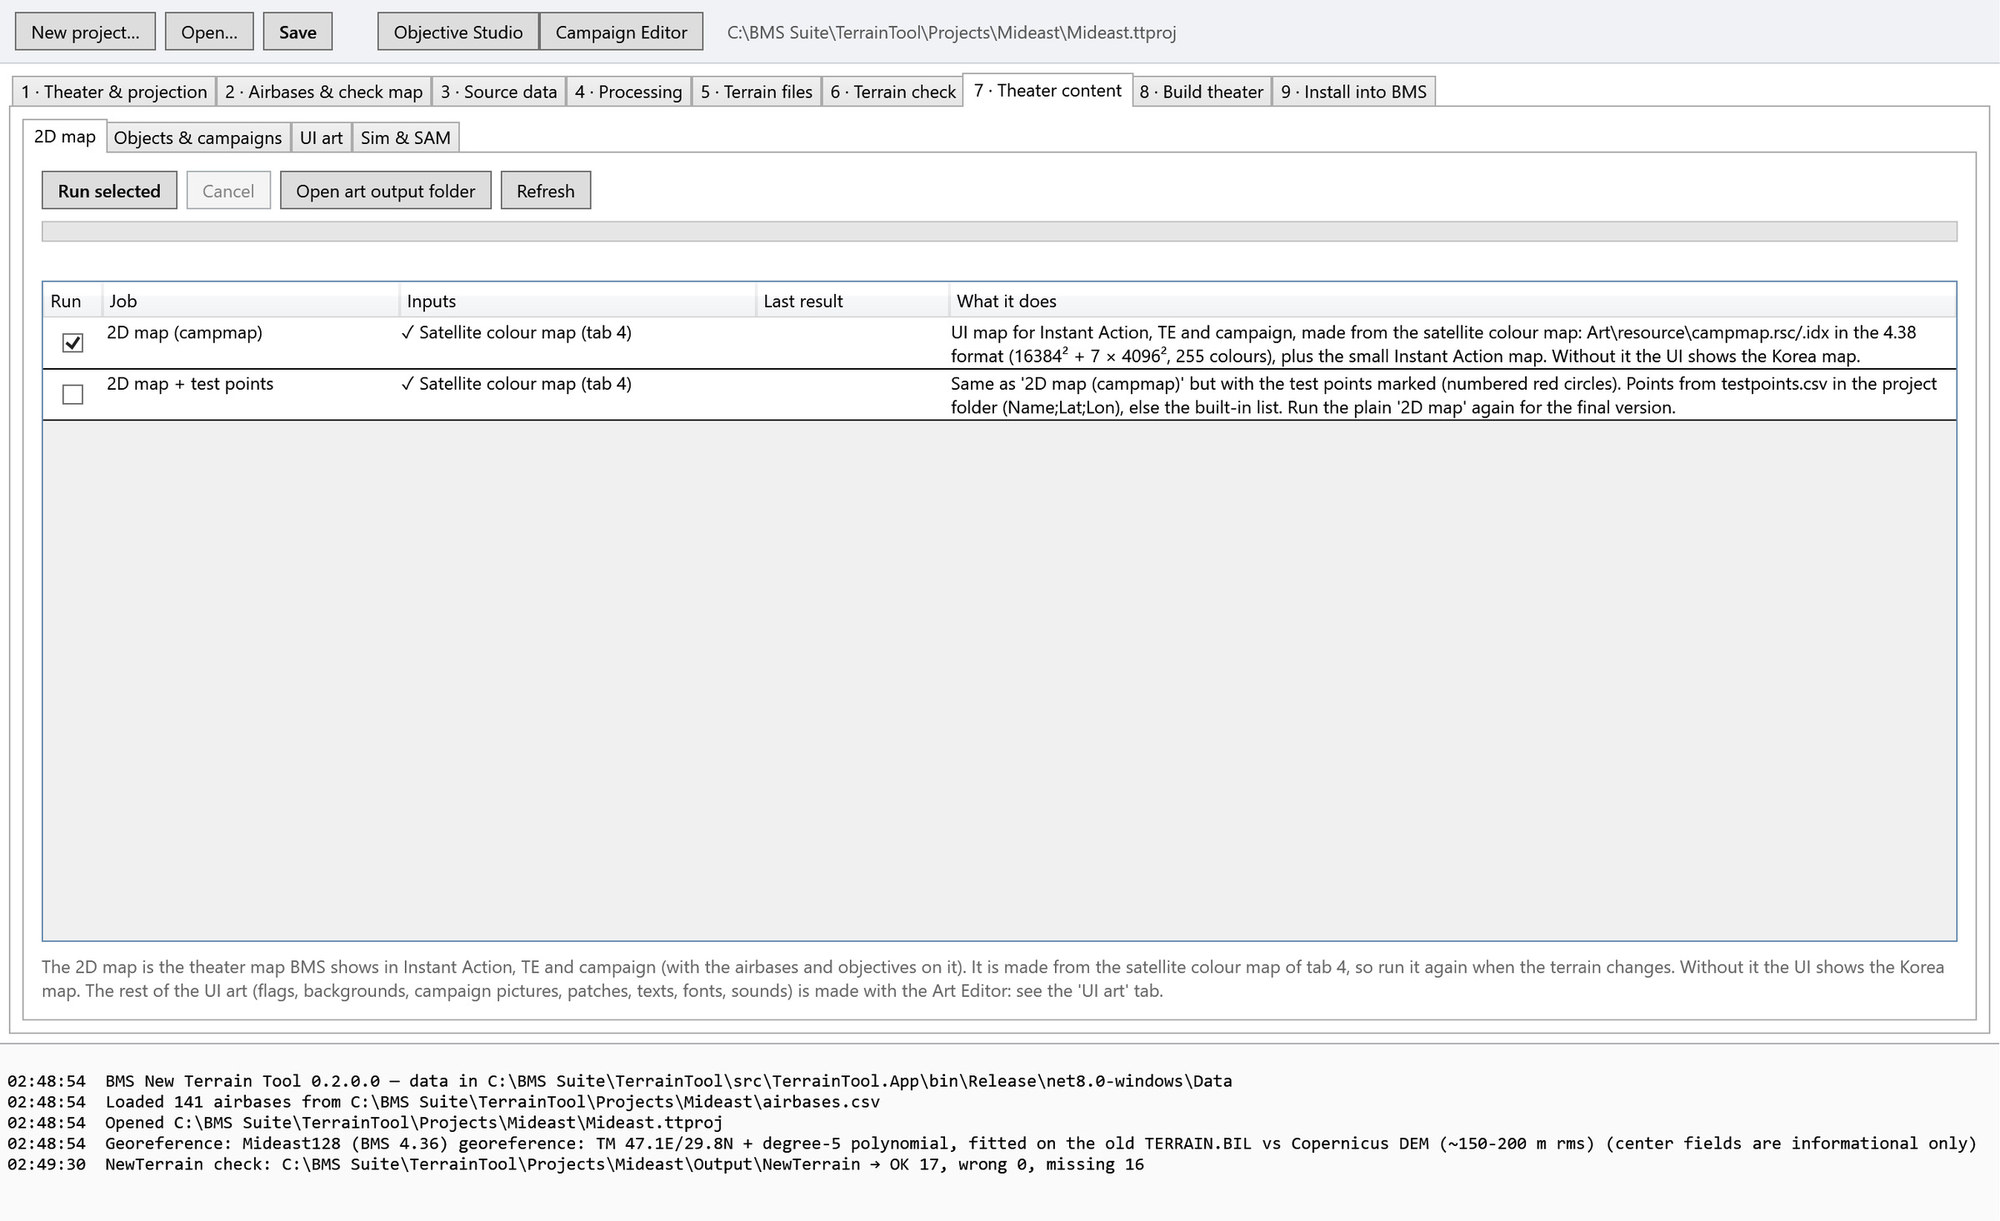 New project... Open... Save Objective Studio Campaign Editor C:\BMS Suite\TerrainTool\Projects\Mideast\Mideast.ttproj
1 · Theater & projection 2 · Airbases & check map 3 · Source data 4 · Processing 5 · Terrain files 6 · Terrain check 7 · Theater content 8 · Build theater 9 · Install into BMS
2D map Objects & campaigns UI art Sim & SAM
Run selected Cancel Open art output folder Refresh
Run Job Inputs Last result What it does
2D map (campmap) ✓ Satellite colour map (tab 4) UI map for Instant Action, TE and campaign, made from the satellite colour map: Art\resource\campmap.rsc/.idx in the 4.38
format (16384² + 7 × 4096², 255 colours), plus the small Instant Action map. Without it the UI shows the Korea map.
2D map + test points ✓ Satellite colour map (tab 4) Same as '2D map (campmap)' but with the test points marked (numbered red circles). Points from testpoints.csv in the project
folder (Name;Lat;Lon), else the built-in list. Run the plain '2D map' again for the final version.
The 2D map is the theater map BMS shows in Instant Action, TE and campaign (with the airbases and objectives on it). It is made from the satellite colour map of tab 4, so run it again when the terrain changes. Without it the UI shows the Korea
map. The rest of the UI art (flags, backgrounds, campaign pictures, patches, texts, fonts, sounds) is made with the Art Editor: see the 'UI art' tab.
02:48:54 BMS New Terrain Tool 0.2.0.0 — data in C:\BMS Suite\TerrainTool\src\TerrainTool.App\bin\Release\net8.0-windows\Data
02:48:54 Loaded 141 airbases from C:\BMS Suite\TerrainTool\Projects\Mideast\airbases.csv
02:48:54 Opened C:\BMS Suite\TerrainTool\Projects\Mideast\Mideast.ttproj
02:48:54 Georeference: Mideast128 (BMS 4.36) georeference: TM 47.1E/29.8N + degree-5 polynomial, fitted on the old TERRAIN.BIL vs Copernicus DEM (~150-200 m rms) (center fields are informational only)
02:49:30 NewTerrain check: C:\BMS Suite\TerrainTool\Projects\Mideast\Output\NewTerrain → OK 17, wrong 0, missing 16